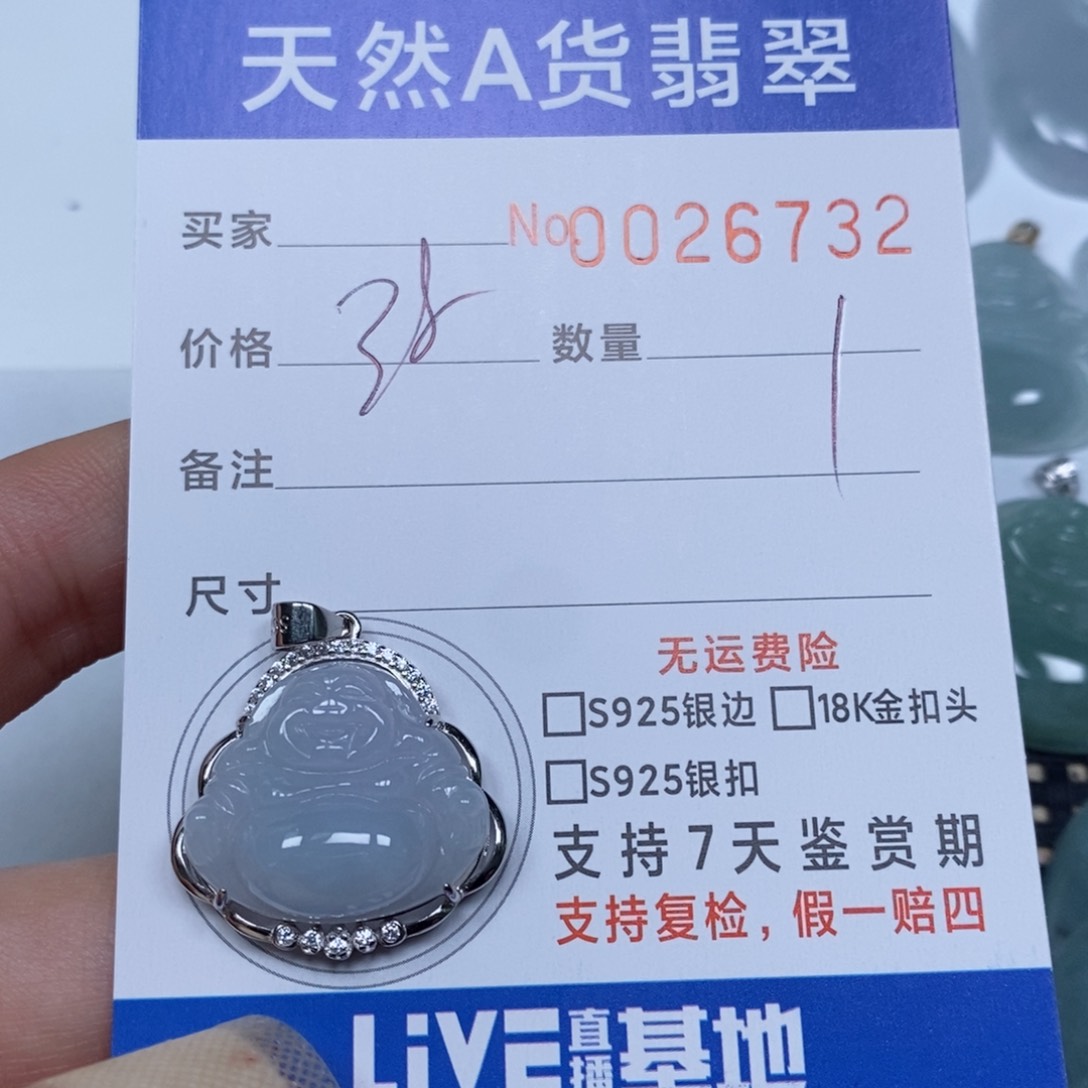 天然A货翡翠
买家 No.0026732
价格 数量 1
备注
尺寸
无运费险
□S925银边 □18K金扣头
□S925银扣
支持7天鉴赏期
支持复检，假一赔四
LiVE直播基地